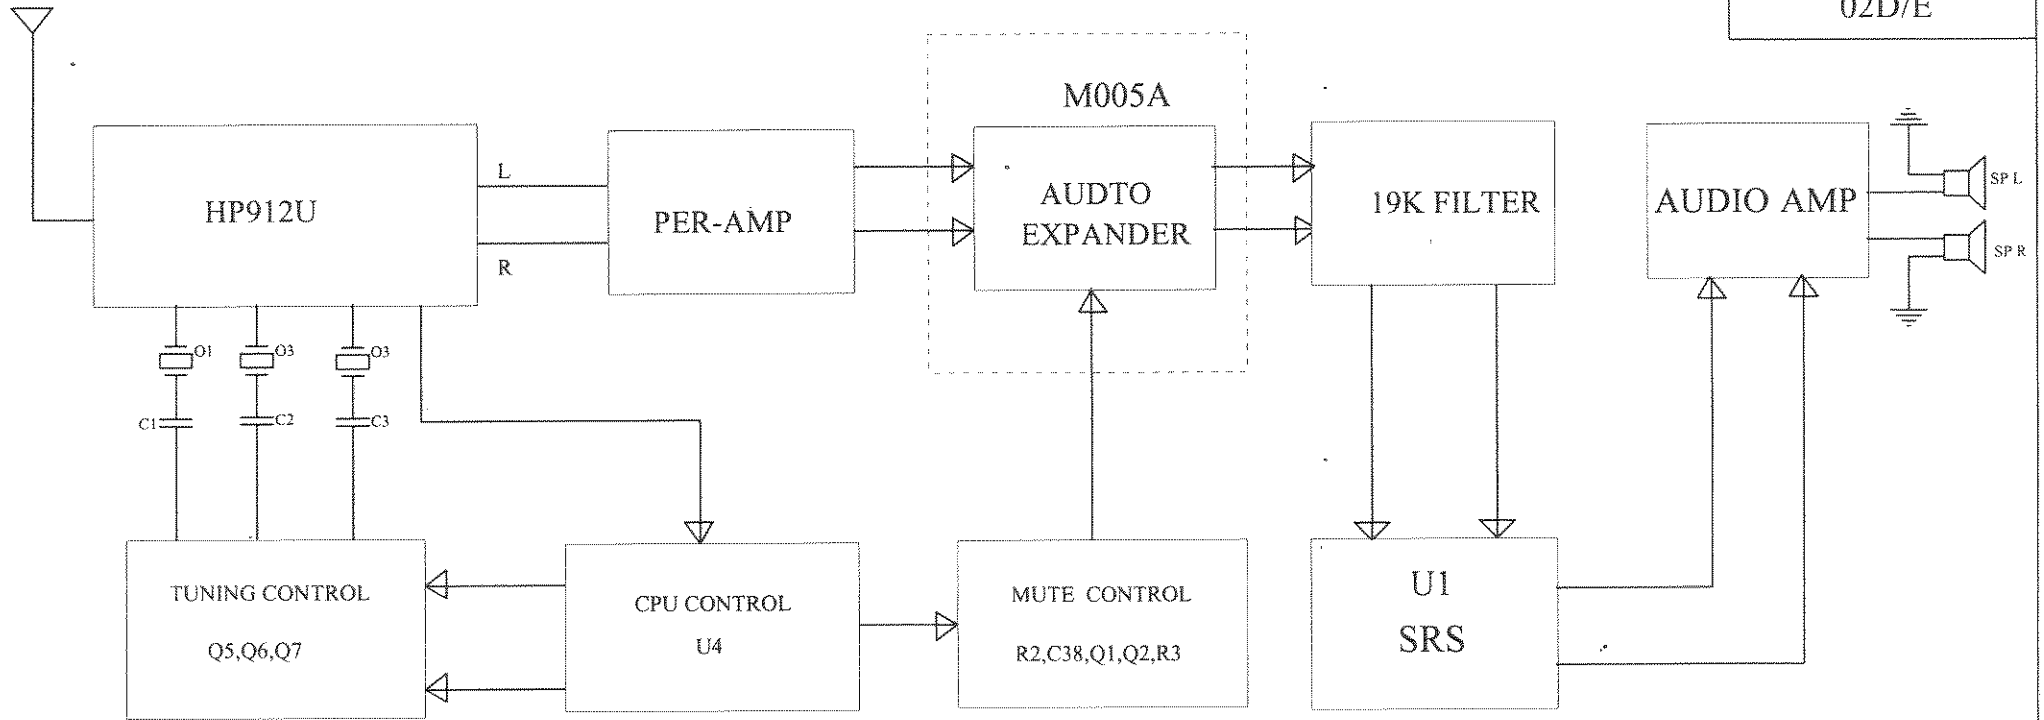 02D/E
M005A
HP912U
L
R
PER-AMP
AUDTO
EXPANDER
19K FILTER
AUDIO AMP
SP L
SP R
O1
O3
O3
C1
C2
C3
TUNING CONTROL
Q5,Q6,Q7
CPU CONTROL
U4
MUTE CONTROL
R2,C38,Q1,Q2,R3
U1
SRS